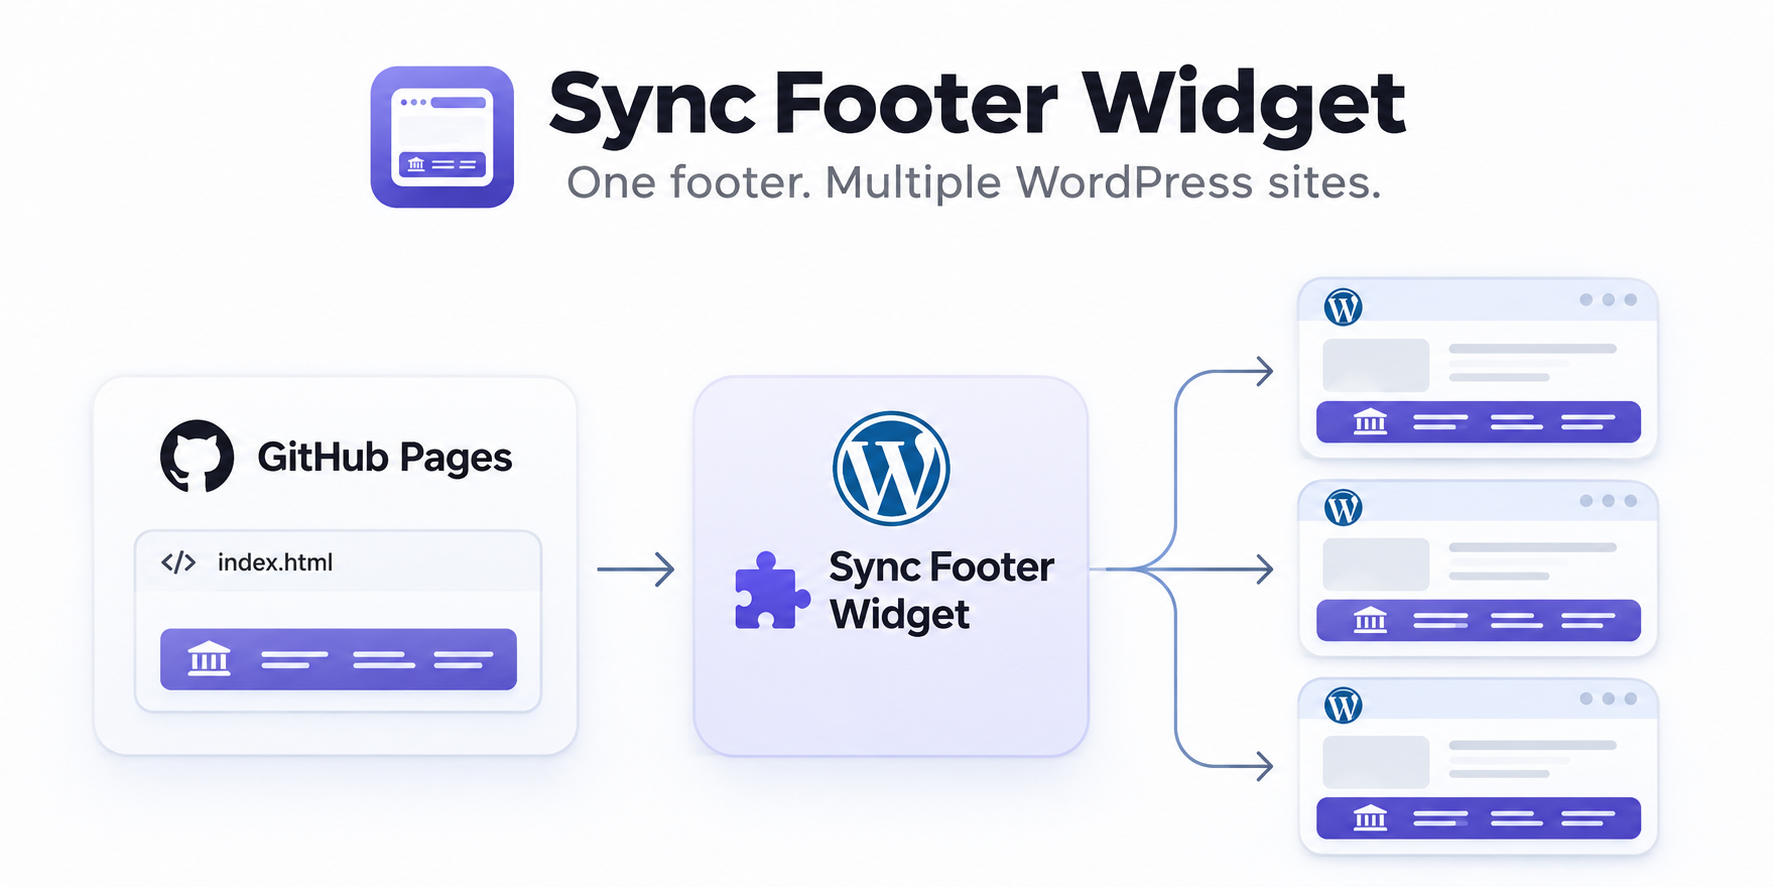 Sync Footer Widget
One footer. Multiple WordPress sites.
GitHub Pages
</> index.html
Sync Footer
Widget